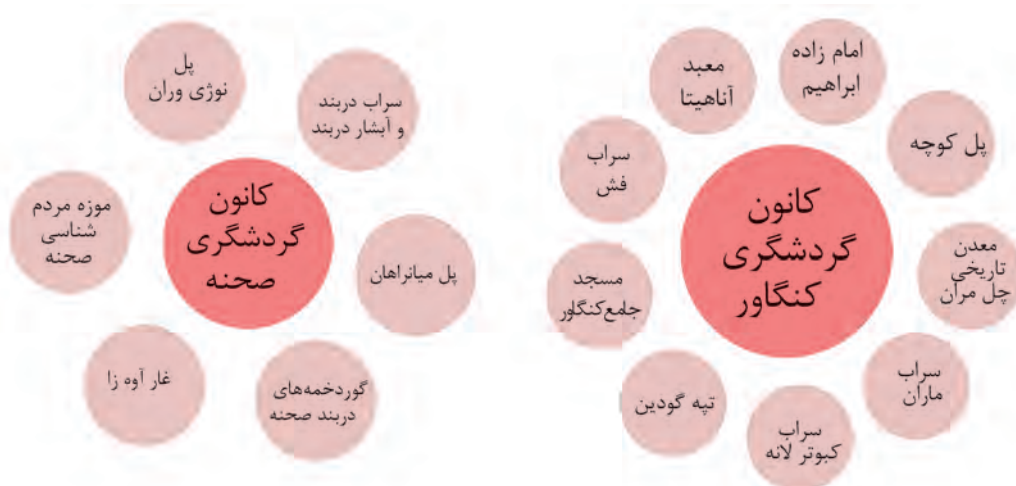 کانون
گردشگری
کنگاور
امام زاده
ابراهیم
پل کوچه
معدن
تاریخی
چل مران
سراب
ماران
سراب
کبوتر لانه
تپه گودین
مسجد
جامع کنگاور
سراب
فش
معبد
آناهیتا
کانون
گردشگری
صحنه
سراب دربند
و آبشار دربند
پل میانراهان
گوردخمه‌های
دربند صحنه
غار آوه زا
موزه مردم
شناسی
صحنه
پل
نوژی وران